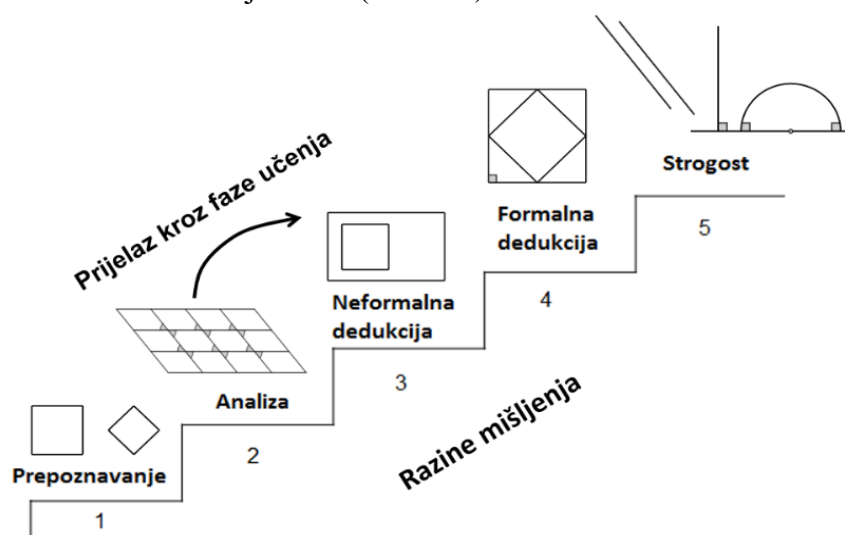 Strogost
5
Formalna
dedukcija
4
Prijelaz kroz faze učenja
Neformalna
dedukcija
3
Analiza
2
Prepoznavanje
1
Razine mišljenja